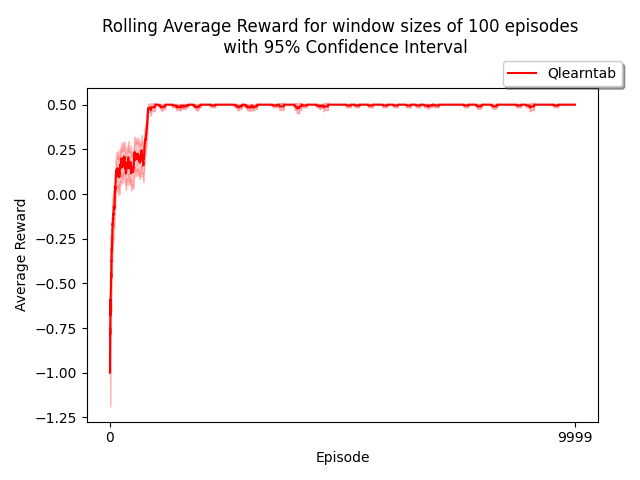 Rolling Average Reward for window sizes of 100 episodes
with 95% Confidence Interval
Qlearntab
0.50
0.25
0.00
−0.25
−0.50
−0.75
−1.00
−1.25
Average Reward
0
9999
Episode